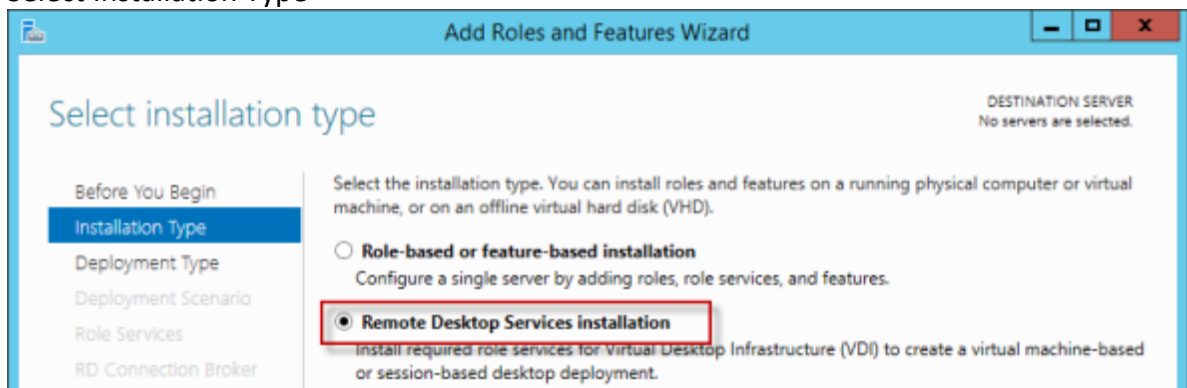 Select Installation Type
Add Roles and Features Wizard
Select installation type
DESTINATION SERVER
No servers are selected.
Before You Begin
Installation Type
Deployment Type
Deployment Scenario
Role Services
RD Connection Broker
Select the installation type. You can install roles and features on a running physical computer or virtual
machine, or on an offline virtual hard disk (VHD).
Role-based or feature-based installation
Configure a single server by adding roles, role services, and features.
Remote Desktop Services installation
Install required role services for Virtual Desktop Infrastructure (VDI) to create a virtual machine-based
or session-based desktop deployment.